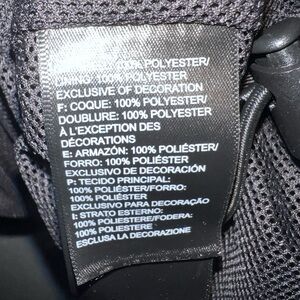 100% POLYESTER/
LINING: 100% POLYESTER
EXCLUSIVE OF DECORATION
F: COQUE: 100% POLYESTER/
DOUBLURE: 100% POLYESTER
À L'EXCEPTION DES
DÉCORATIONS
E: ARMAZÓN: 100% POLIÉSTER/
FORRO: 100% POLIÉSTER
EXCLUSIVO DE DECORACIÓN
P: TECIDO PRINCIPAL:
100% POLIÉSTER/FORRO:
100% POLIÉSTER
EXCLUSIVO PARA DECORAÇÃO
I: STRATO ESTERNO:
100% POLIESTERE/FODERA:
100% POLIESTERE
ESCLUSA LA DECORAZIONE